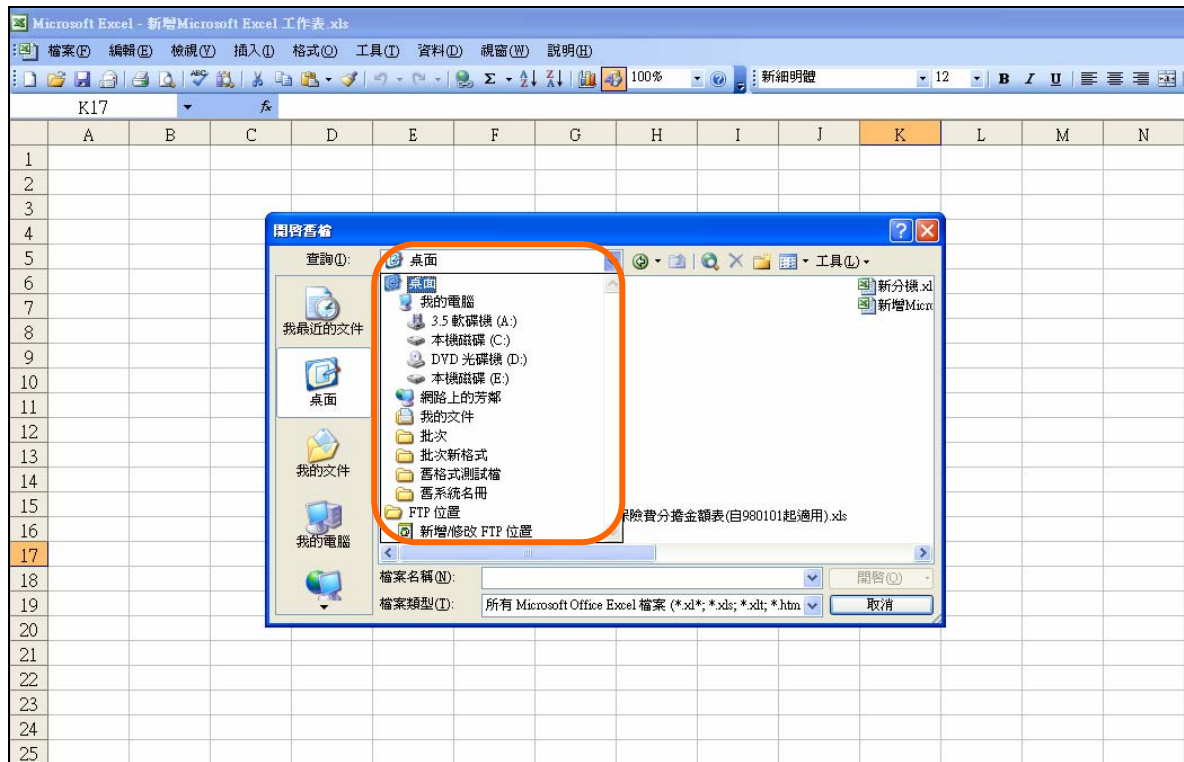 Microsoft Excel - 新增Microsoft Excel 工作表.xls
檔案(F) 編輯(E) 檢視(V) 插入(I) 格式(O) 工具(T) 資料(D) 視窗(W) 說明(H)
100% 新細明體 12 B I U
K17 fx
A B C D E F G H I J K L M N
1
2
3
4
5
6
7
8
9
10
11
12
13
14
15
16
17
18
19
20
21
22
23
24
25
開啓舊檔
查詢(I): 桌面 工具(L)
我最近的文件
桌面
我的文件
我的電腦
桌面
我的電腦
3.5 軟碟機 (A:)
本機磁碟 (C:)
DVD 光碟機 (D:)
本機磁碟 (E:)
網路上的芳鄰
我的文件
批次
批次新格式
舊格式測試檔
舊系統名冊
FTP 位置
新增/修改 FTP 位置
新分機.xl
新增Micro
保險費分擔金額表(自980101起適用).xls
檔案名稱(N): 開啓(O)
檔案類型(T): 所有 Microsoft Office Excel 檔案 (*.xl*; *.xls; *.xlt; *.htm 取消